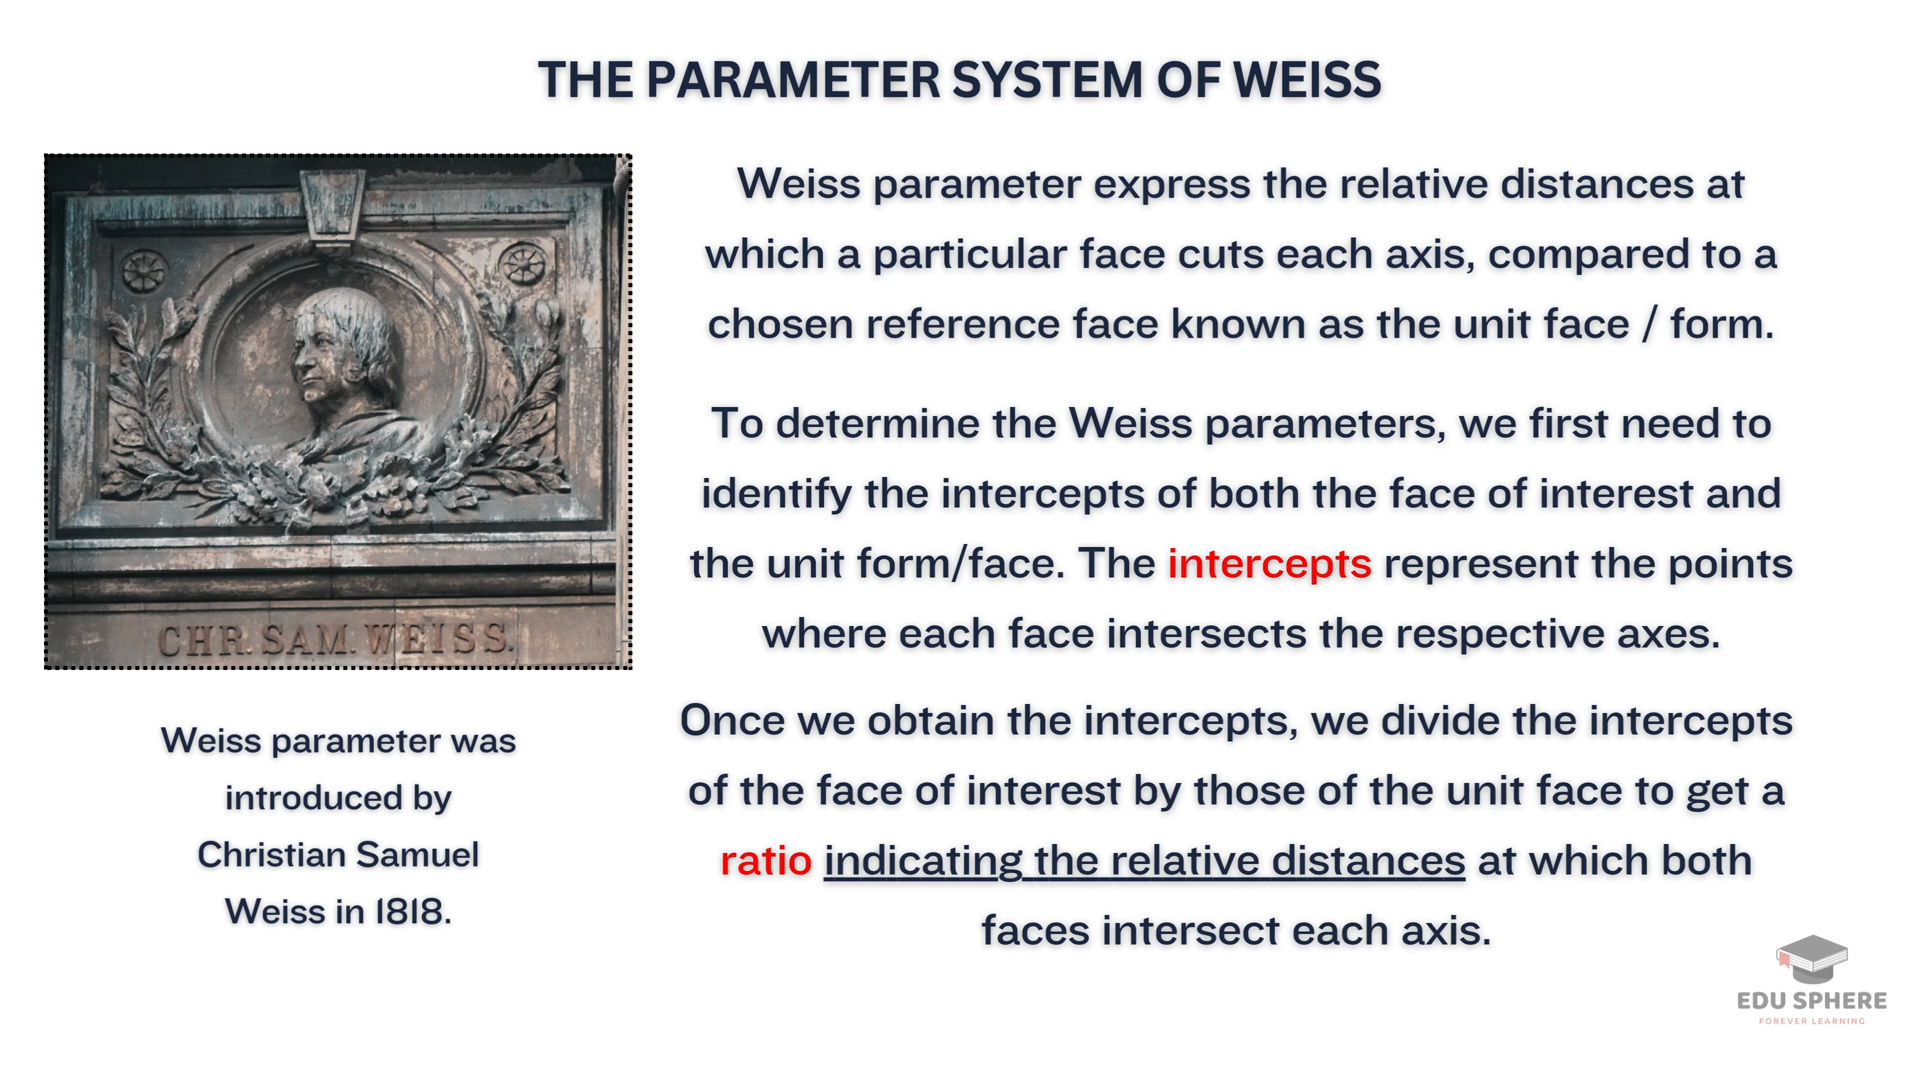 THE PARAMETER SYSTEM OF WEISS
CHR. SAM. WEISS.
Weiss parameter was
introduced by
Christian Samuel
Weiss in 1818.
Weiss parameter express the relative distances at
which a particular face cuts each axis, compared to a
chosen reference face known as the unit face / form.
To determine the Weiss parameters, we first need to
identify the intercepts of both the face of interest and
the unit form/face. The intercepts represent the points
where each face intersects the respective axes.
Once we obtain the intercepts, we divide the intercepts
of the face of interest by those of the unit face to get a
ratio indicating the relative distances at which both
faces intersect each axis.
EDU SPHERE
FOREVER LEARNING